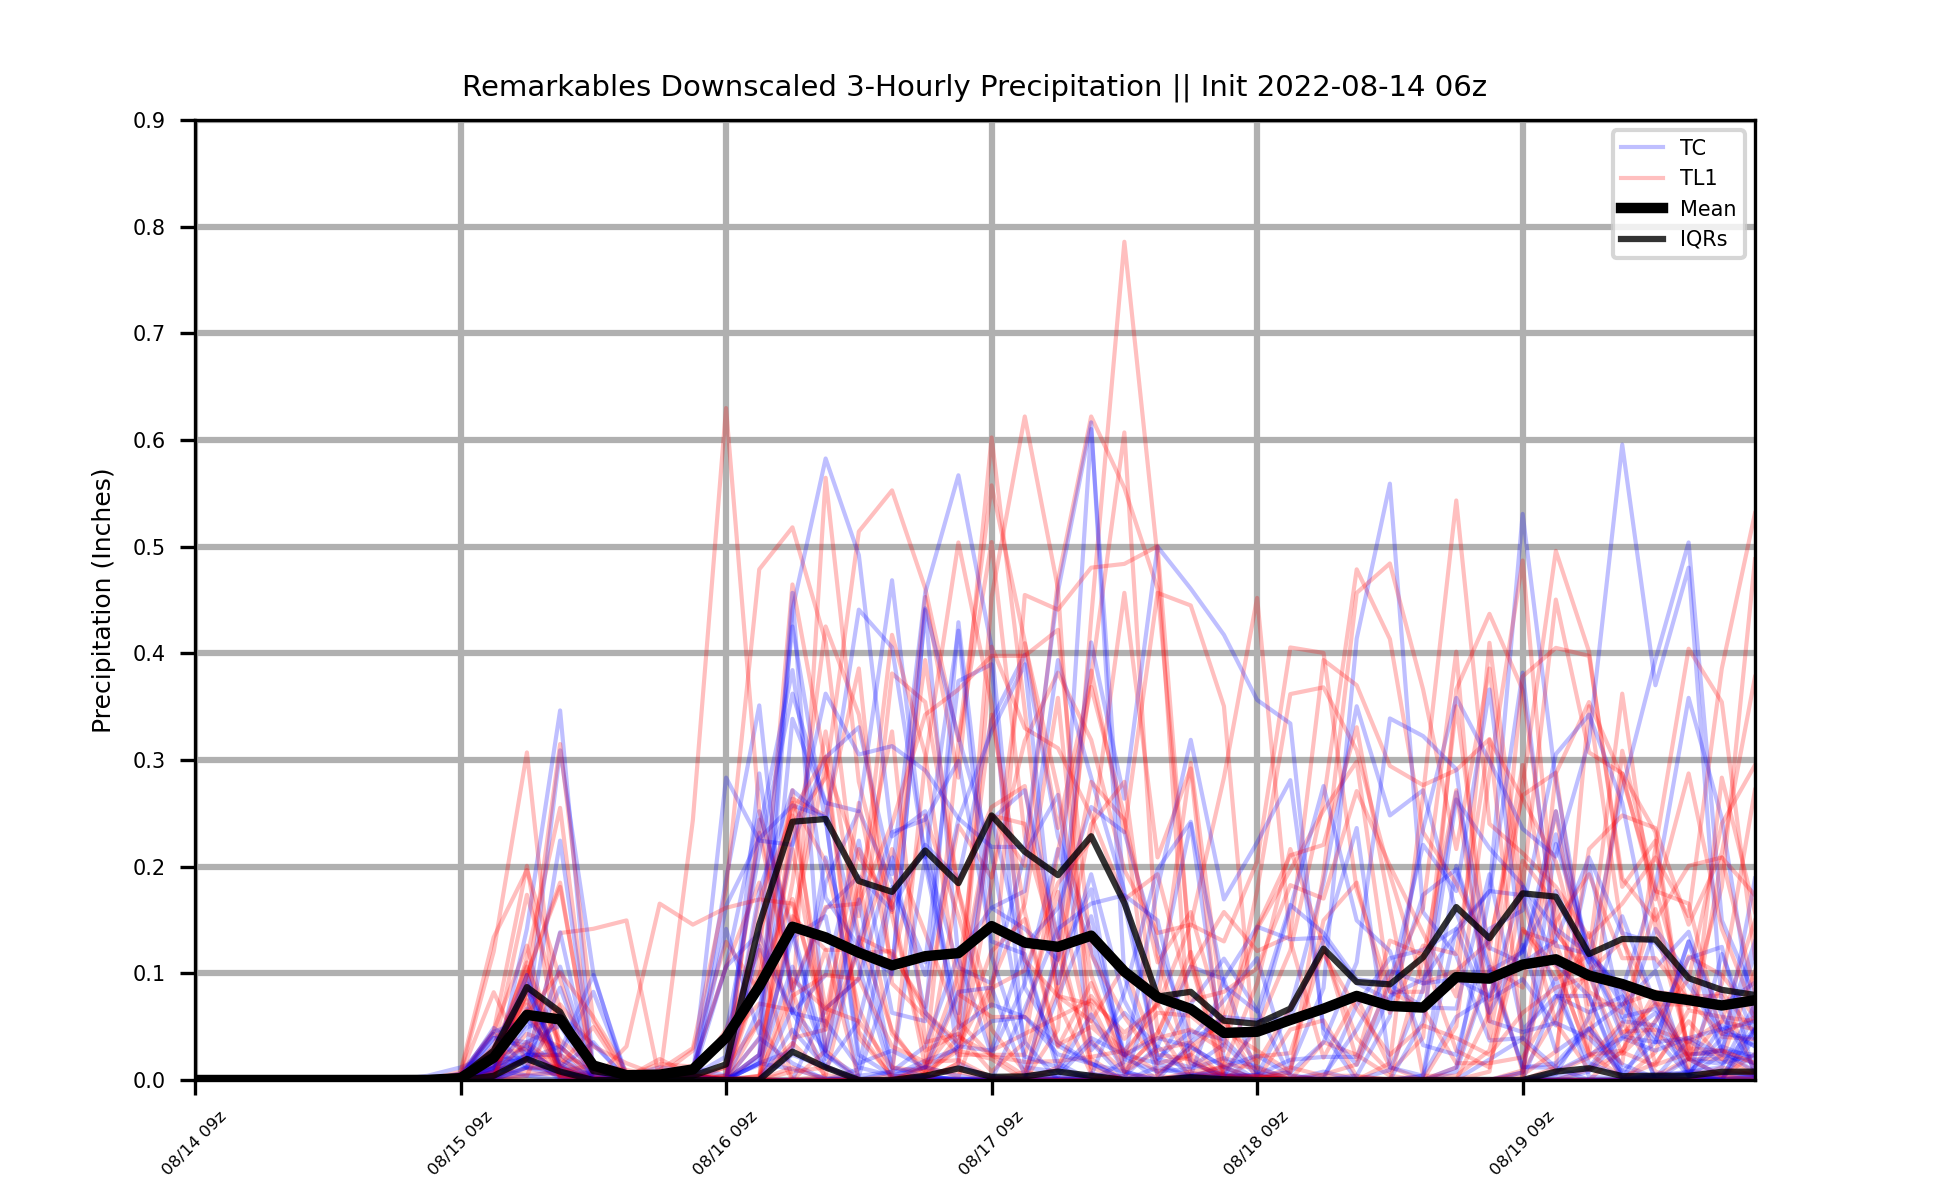 Remarkables Downscaled 3-Hourly Precipitation || Init 2022-08-14 06z
0.9
0.8
0.7
0.6
0.5
0.4
0.3
0.2
0.1
0.0
Precipitation (Inches)
TC
TL1
Mean
IQRs
08/14 09z
08/15 09z
08/16 09z
08/17 09z
08/18 09z
08/19 09z